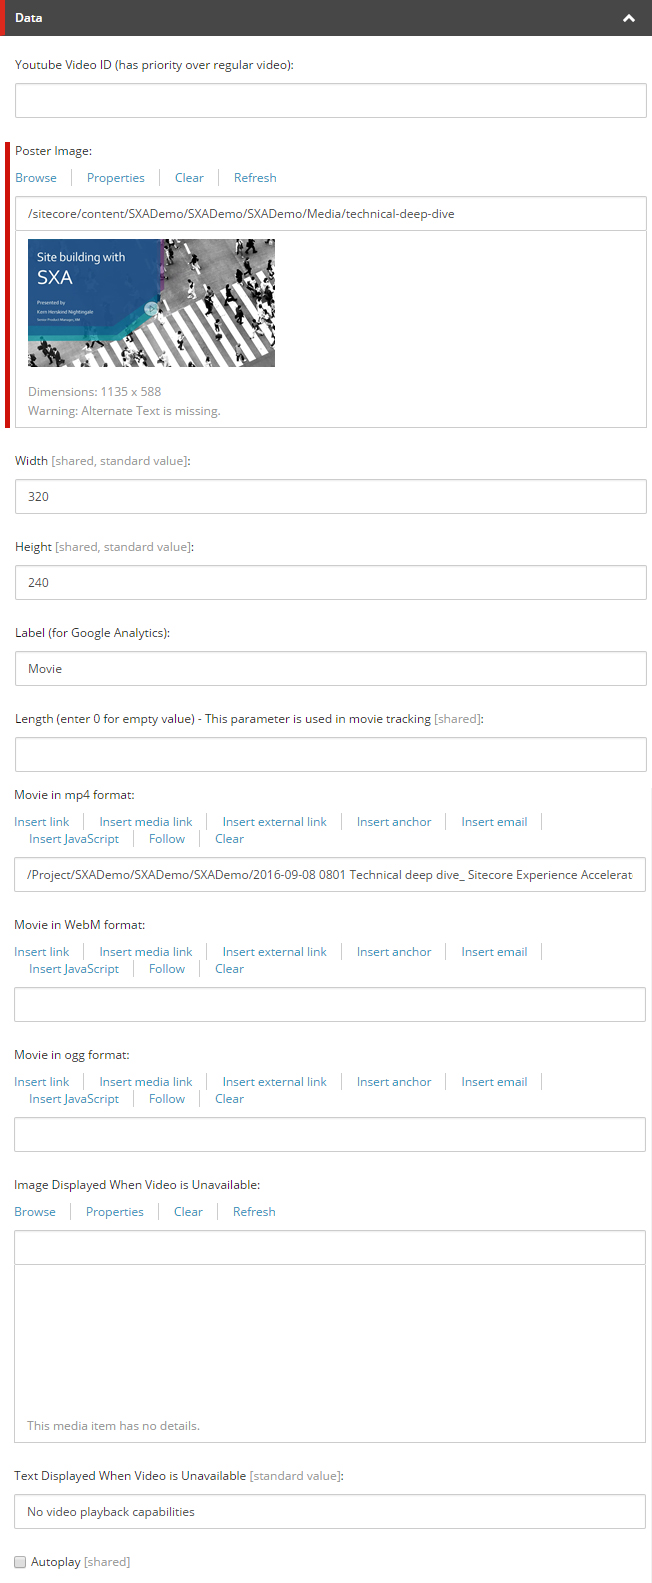 Data
Youtube Video ID (has priority over regular video):
Poster Image:
Browse Properties Clear Refresh
/sitecore/content/SXADemo/SXADemo/SXADemo/Media/technical-deep-dive
Site building with
SXA
Presented by
Kern Herskind Nightingale
Senior Product Manager, XM
Dimensions: 1135 x 588
Warning: Alternate Text is missing.
Width [shared, standard value]:
320
Height [shared, standard value]:
240
Label (for Google Analytics):
Movie
Length (enter 0 for empty value) - This parameter is used in movie tracking [shared]:
Movie in mp4 format:
Insert link Insert media link Insert external link Insert anchor Insert email
Insert JavaScript Follow Clear
/Project/SXADemo/SXADemo/SXADemo/2016-09-08 0801 Technical deep dive_ Sitecore Experience Accelerat
Movie in WebM format:
Insert link Insert media link Insert external link Insert anchor Insert email
Insert JavaScript Follow Clear
Movie in ogg format:
Insert link Insert media link Insert external link Insert anchor Insert email
Insert JavaScript Follow Clear
Image Displayed When Video is Unavailable:
Browse Properties Clear Refresh
This media item has no details.
Text Displayed When Video is Unavailable [standard value]:
No video playback capabilities
Autoplay [shared]